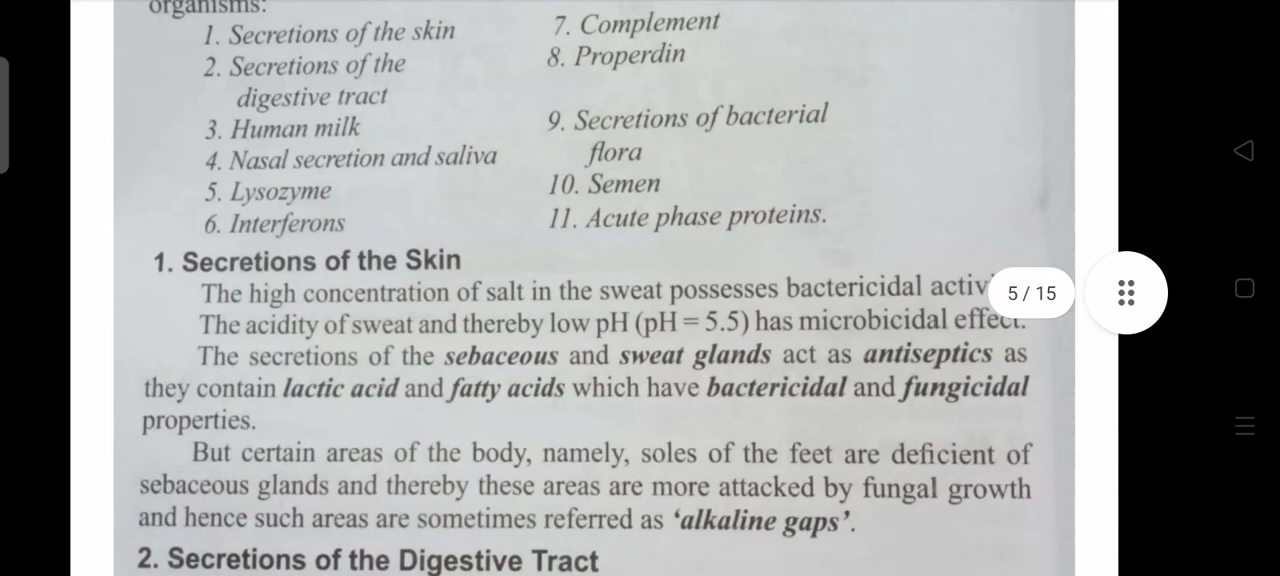 organisms:
1. Secretions of the skin
2. Secretions of the
digestive tract
3. Human milk
4. Nasal secretion and saliva
5. Lysozyme
6. Interferons
7. Complement
8. Properdin
9. Secretions of bacterial
flora
10. Semen
11. Acute phase proteins.
1. Secretions of the Skin
The high concentration of salt in the sweat possesses bactericidal
The acidity of sweat and thereby low pH (pH = 5.5) has microbicidal effect.
The secretions of the sebaceous and sweat glands act as antiseptics as
they contain lactic acid and fatty acids which have bactericidal and fungicidal
properties.
But certain areas of the body, namely, soles of the feet are deficient of
sebaceous glands and thereby these areas are more attacked by fungal growth
and hence such areas are sometimes referred as ‘alkaline gaps’.
2. Secretions of the Digestive Tract
5 / 15